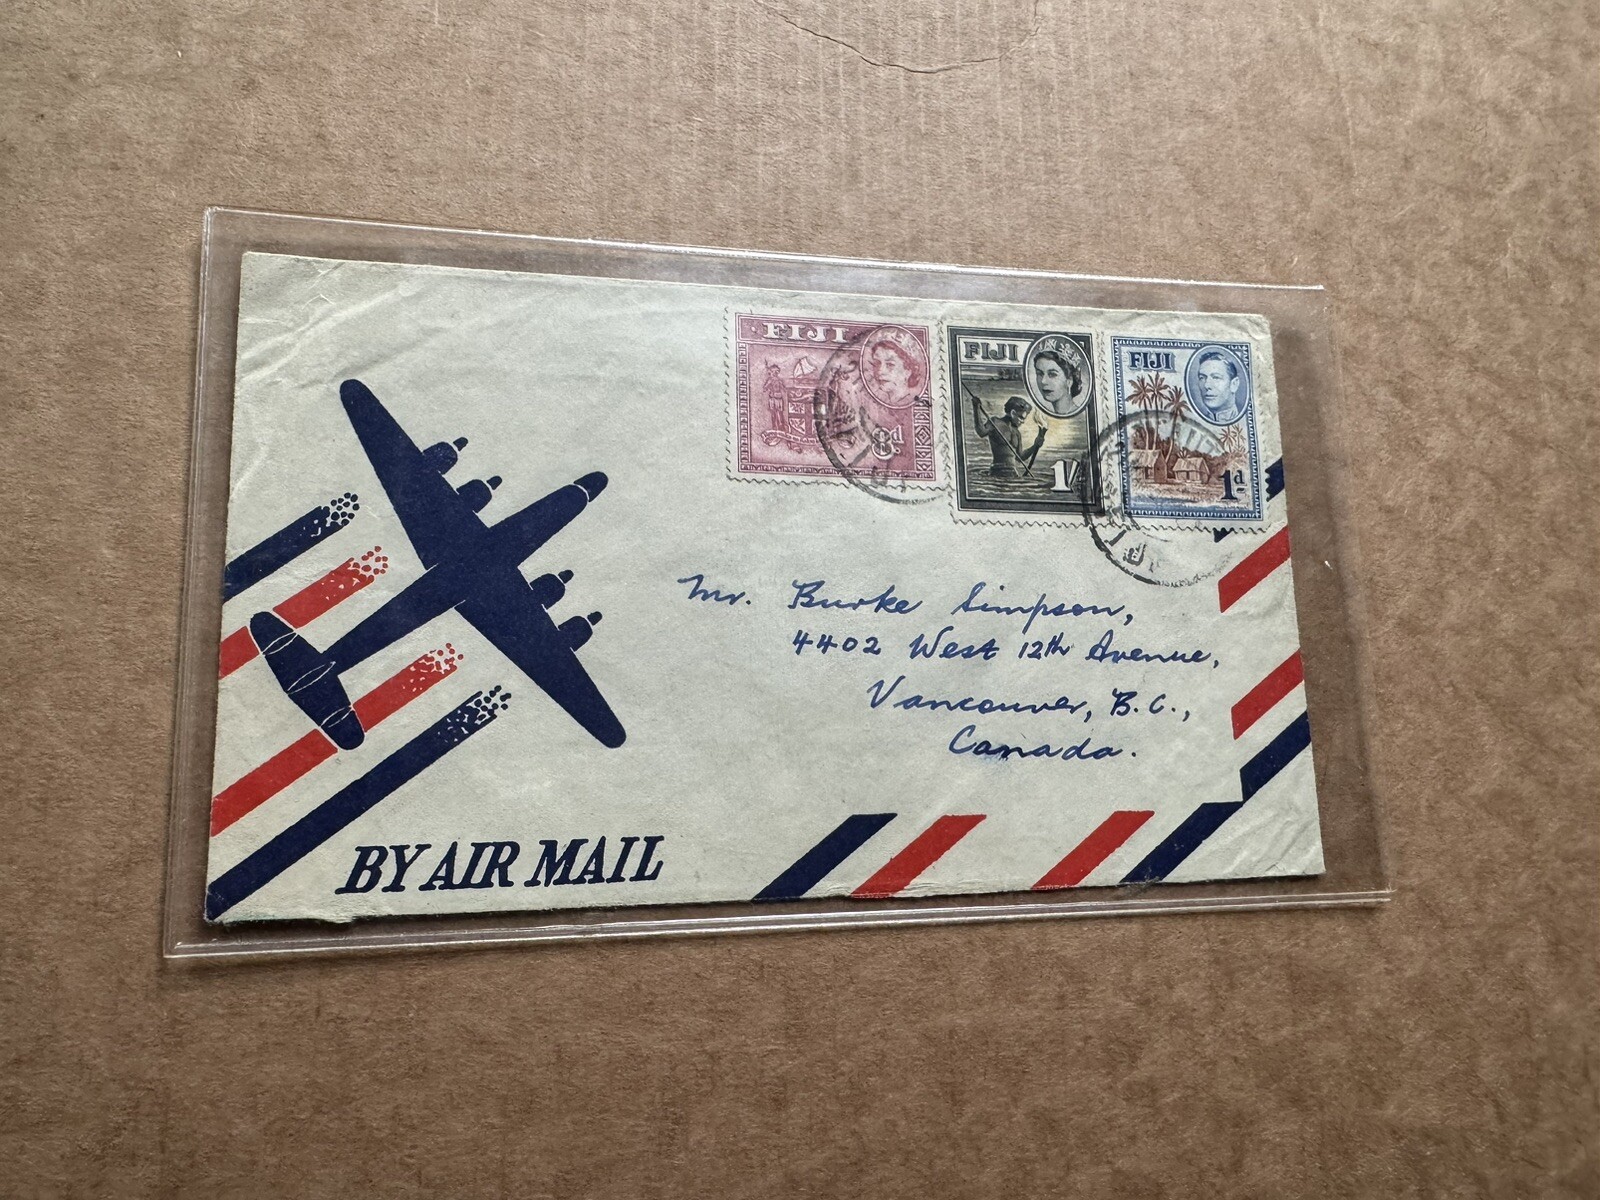 FIJI
8d
FIJI
1/-
FIJI
1d
Mr. Burke Simpson,
4402 West 12th Avenue,
Vancouver, B.C.,
Canada.
BY AIR MAIL